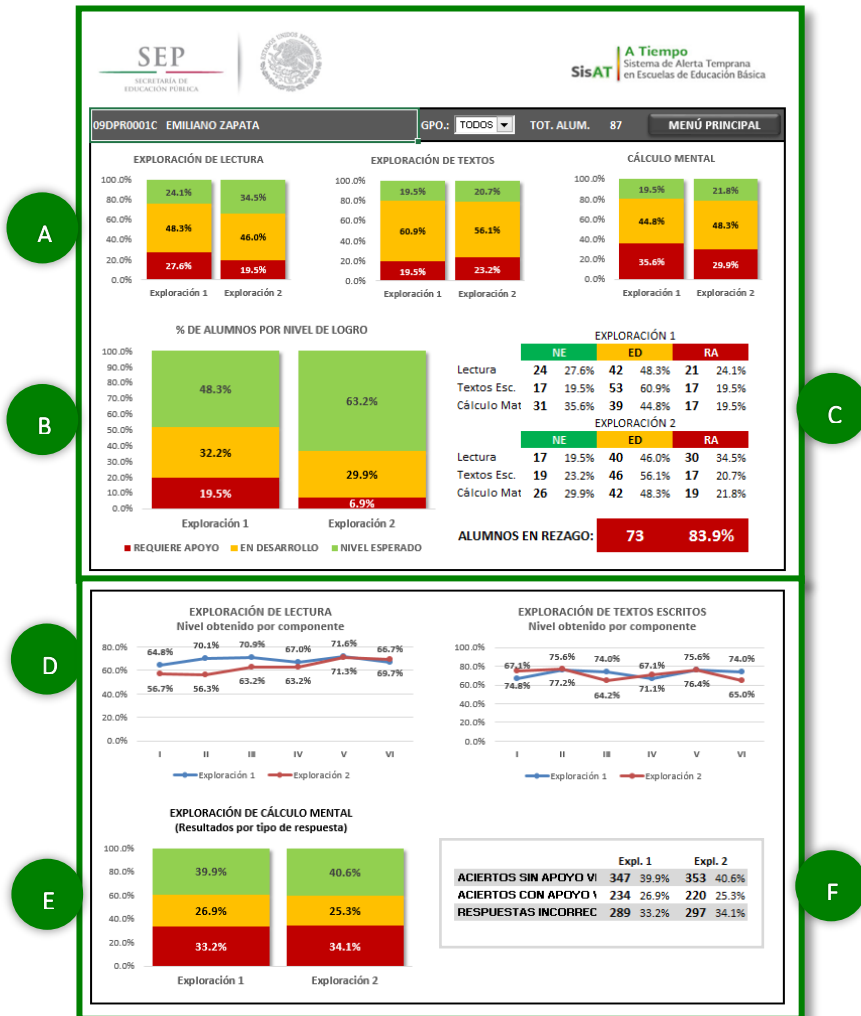 SEP
SECRETARÍA DE
EDUCACIÓN PÚBLICA
ESTADOS UNIDOS MEXICANOS
SisAT
A Tiempo
Sistema de Alerta Temprana
en Escuelas de Educación Básica
09DPR0001C EMILIANO ZAPATA GPO.: TODOS TOT. ALUM. 87 MENÚ PRINCIPAL
A
EXPLORACIÓN DE LECTURA
100.0%
80.0%
60.0%
40.0%
20.0%
0.0%
24.1% 34.5%
48.3% 46.0%
27.6% 19.5%
Exploración 1 Exploración 2
EXPLORACIÓN DE TEXTOS
100.0%
80.0%
60.0%
40.0%
20.0%
0.0%
19.5% 20.7%
60.9% 56.1%
19.5% 23.2%
Exploración 1 Exploración 2
CÁLCULO MENTAL
100.0%
80.0%
60.0%
40.0%
20.0%
0.0%
19.5% 21.8%
44.8% 48.3%
35.6% 29.9%
Exploración 1 Exploración 2
B
% DE ALUMNOS POR NIVEL DE LOGRO
100.0%
90.0%
80.0%
70.0%
60.0%
50.0%
40.0%
30.0%
20.0%
10.0%
0.0%
48.3% 63.2%
32.2% 29.9%
19.5% 6.9%
Exploración 1 Exploración 2
REQUIERE APOYO EN DESARROLLO NIVEL ESPERADO
C
EXPLORACIÓN 1
NE ED RA
Lectura 24 27.6% 42 48.3% 21 24.1%
Textos Esc. 17 19.5% 53 60.9% 17 19.5%
Cálculo Mat 31 35.6% 39 44.8% 17 19.5%
EXPLORACIÓN 2
NE ED RA
Lectura 17 19.5% 40 46.0% 30 34.5%
Textos Esc. 19 23.2% 46 56.1% 17 20.7%
Cálculo Mat 26 29.9% 42 48.3% 19 21.8%
ALUMNOS EN REZAGO: 73 83.9%
D
EXPLORACIÓN DE LECTURA
Nivel obtenido por componente
80.0%
60.0%
40.0%
20.0%
0.0%
64.8% 70.1% 70.9% 67.0% 71.6% 66.7%
56.7% 56.3% 63.2% 63.2% 71.3% 69.7%
I II III IV V VI
Exploración 1 Exploración 2
EXPLORACIÓN DE TEXTOS ESCRITOS
Nivel obtenido por componente
100.0%
80.0%
60.0%
40.0%
20.0%
0.0%
67.1% 75.6% 74.0% 67.1% 75.6% 74.0%
74.8% 77.2% 64.2% 71.1% 76.4% 65.0%
I II III IV V VI
Exploración 1 Exploración 2
E
EXPLORACIÓN DE CÁLCULO MENTAL
(Resultados por tipo de respuesta)
100.0%
80.0%
60.0%
40.0%
20.0%
0.0%
39.9% 40.6%
26.9% 25.3%
33.2% 34.1%
Exploración 1 Exploración 2
F
Expl. 1 Expl. 2
ACIERTOS SIN APOYO VI 347 39.9% 353 40.6%
ACIERTOS CON APOYO V 234 26.9% 220 25.3%
RESPUESTAS INCORREC 289 33.2% 297 34.1%